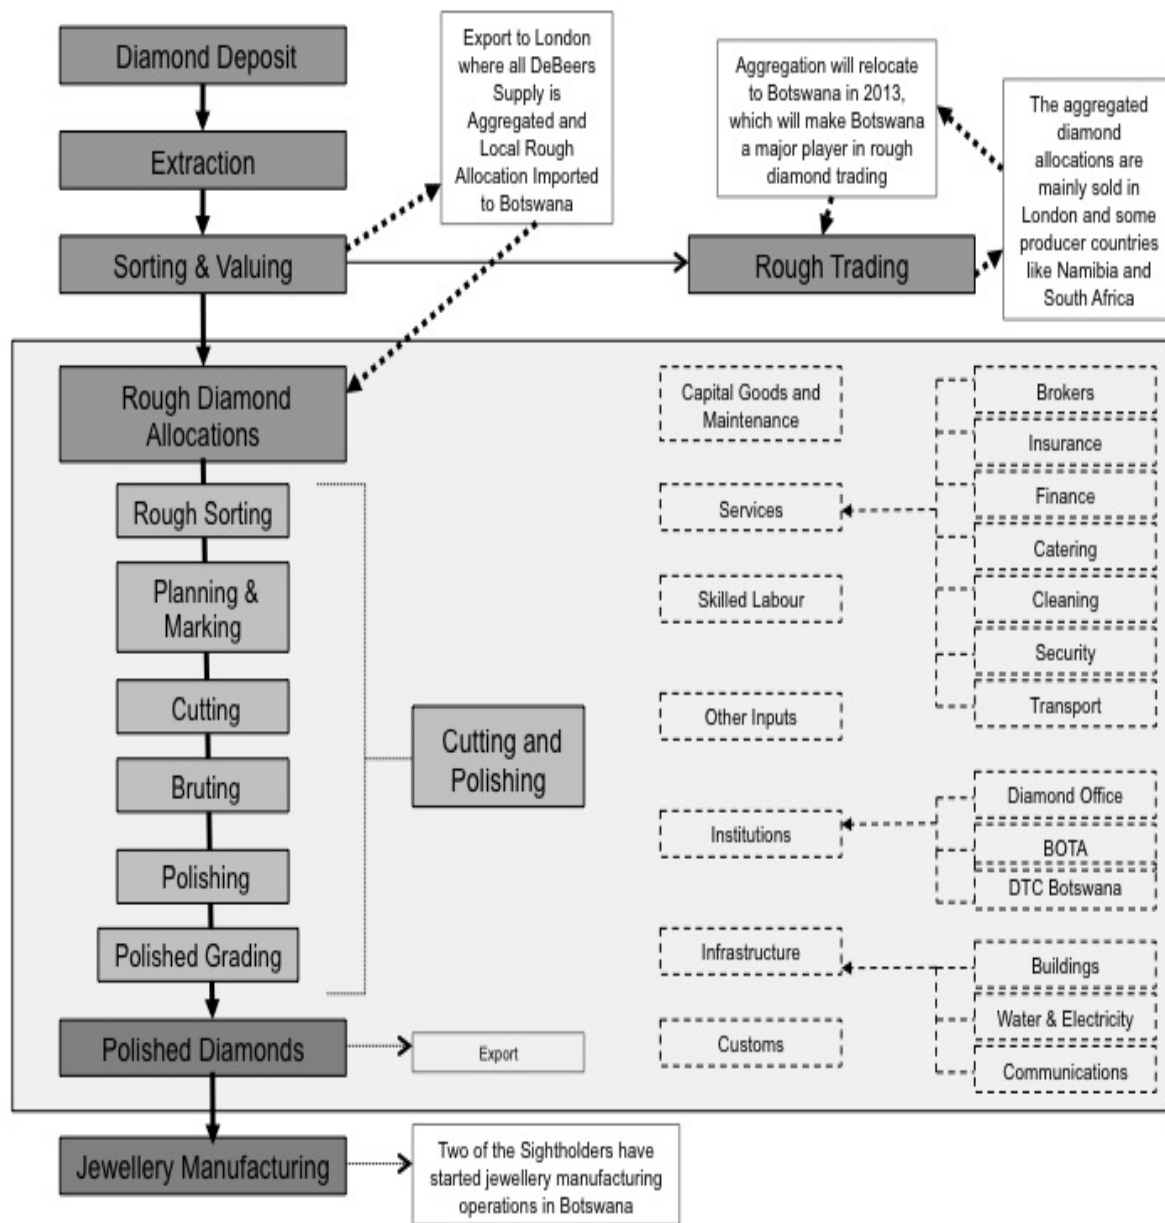 Diamond Deposit
Export to London
where all DeBeers
Supply is
Aggregated and
Local Rough
Allocation Imported
to Botswana
Aggregation will relocate
to Botswana in 2013,
which will make Botswana
a major player in rough
diamond trading
The aggregated
diamond
allocations are
mainly sold in
London and some
producer countries
like Namibia and
South Africa
Extraction
Sorting & Valuing
Rough Trading
Rough Diamond
Allocations
Rough Sorting
Planning &
Marking
Cutting
Bruting
Polishing
Polished Grading
Cutting and
Polishing
Polished Diamonds
Export
Capital Goods and
Maintenance
Services
Skilled Labour
Other Inputs
Institutions
Infrastructure
Customs
Brokers
Insurance
Finance
Catering
Cleaning
Security
Transport
Diamond Office
BOTA
DTC Botswana
Buildings
Water & Electricity
Communications
Jewellery Manufacturing
Two of the Sightholders have
started jewellery manufacturing
operations in Botswana